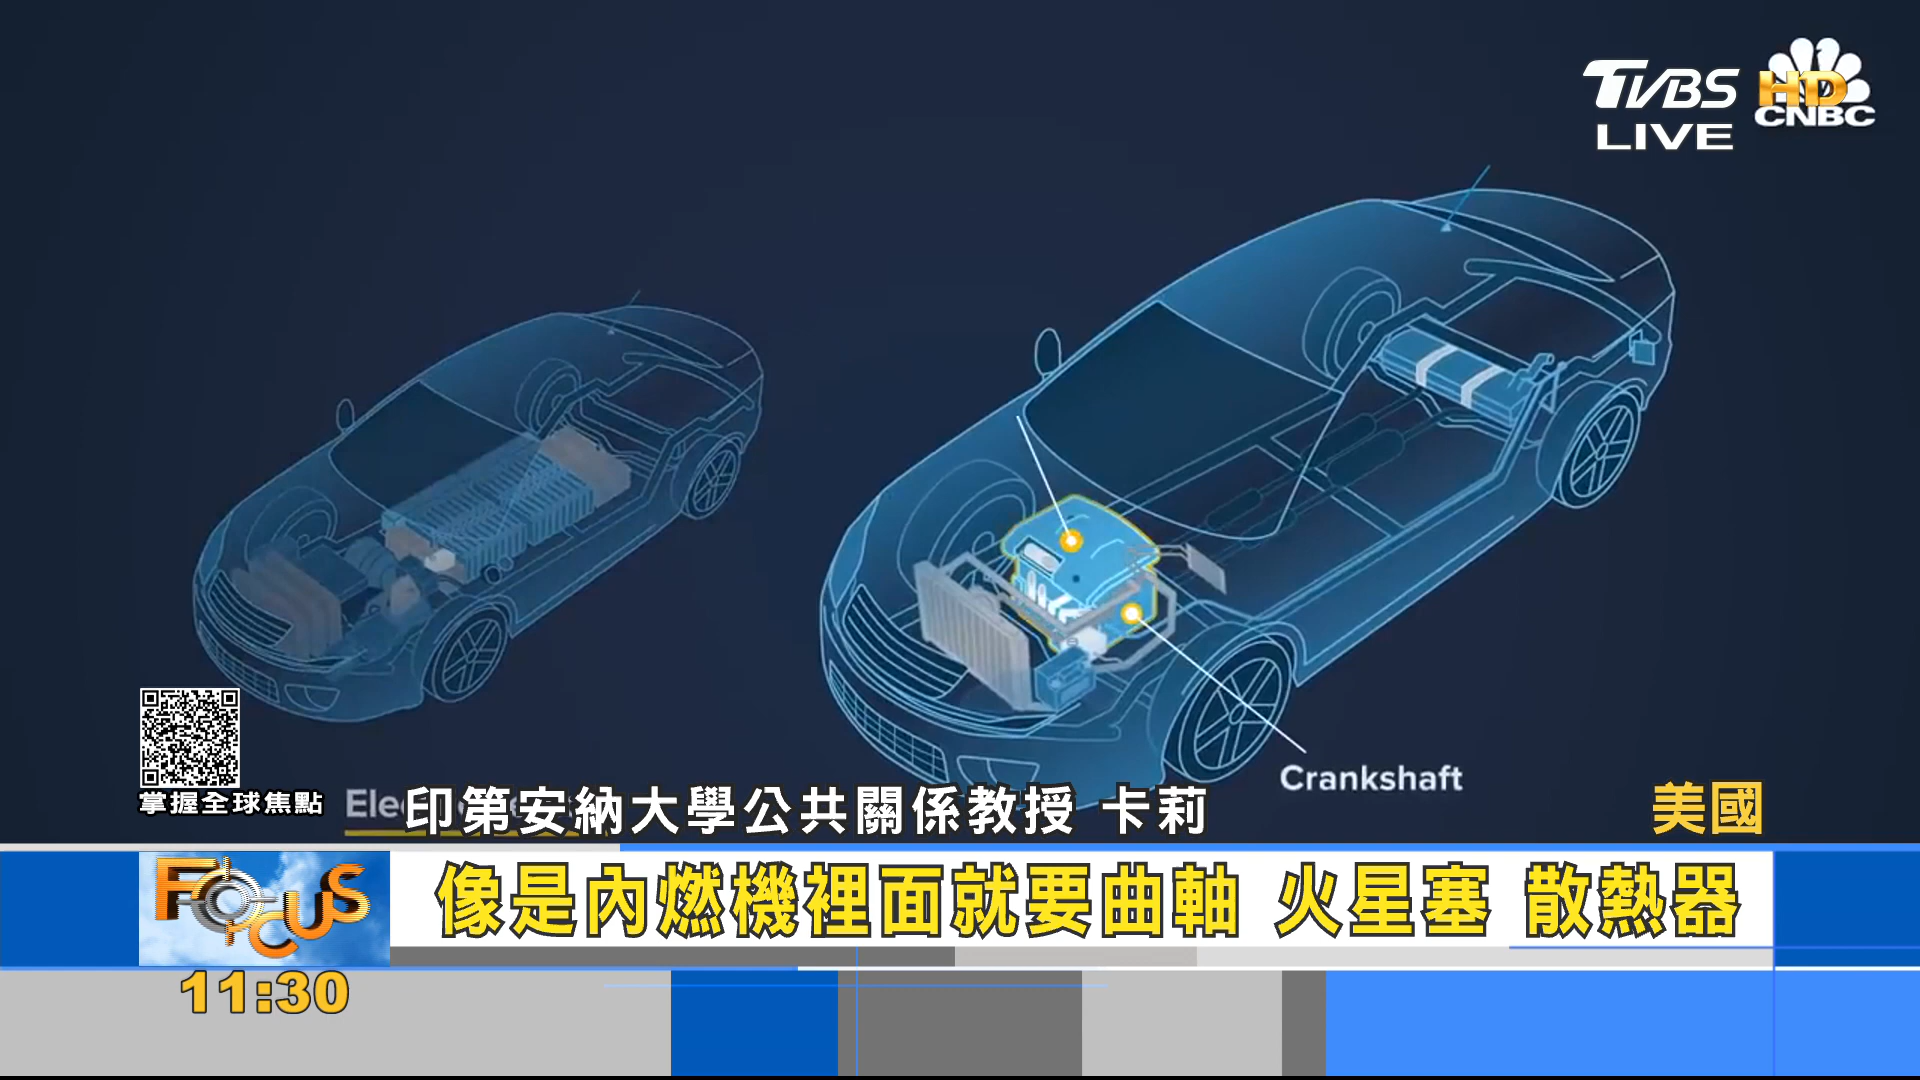 TVBS HD
CNBC
LIVE
Crankshaft
掌握全球焦點
印第安納大學公共關係教授 卡莉
美國
FOCUS
像是內燃機裡面就要曲軸 火星塞 散熱器
11:30